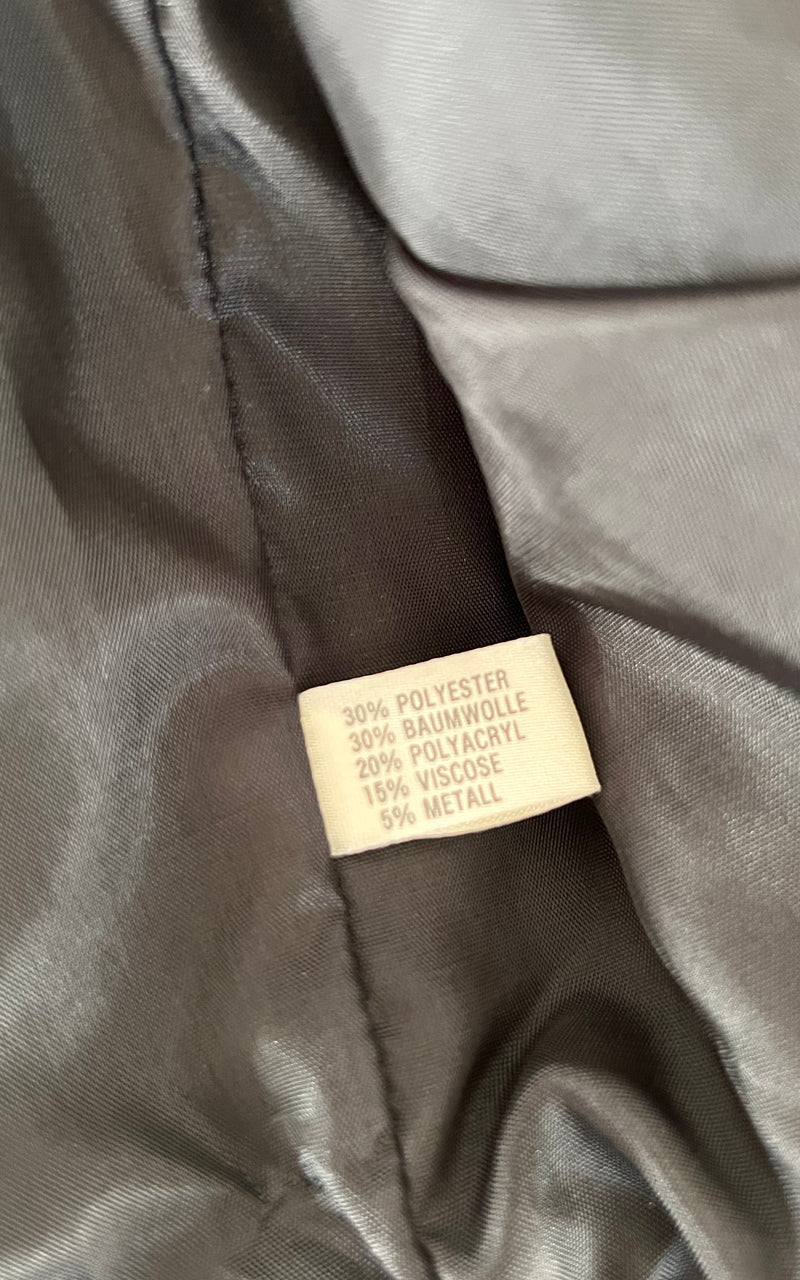 30% POLYESTER
30% BAUMWOLLE
20% POLYACRYL
15% VISCOSE
5% METALL